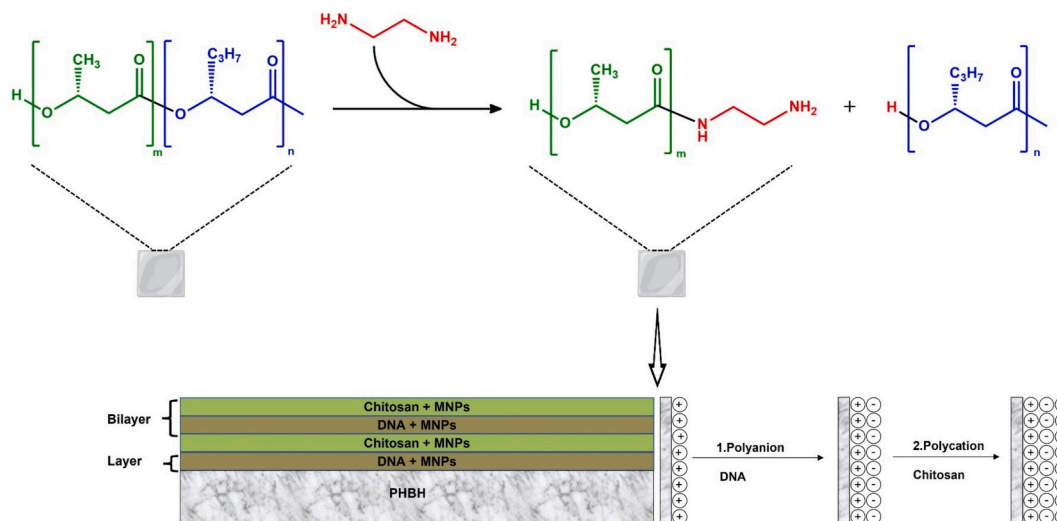 H₂N
NH₂
CH₃
O
C₃H₇
O
H
O
O
m
n
CH₃
O
NH₂
C₃H₇
O
H
O
N
H
m
+
H
O
n
Chitosan + MNPs
DNA + MNPs
Chitosan + MNPs
DNA + MNPs
PHBH
Bilayer
Layer
1.Polyanion
DNA
2.Polycation
Chitosan